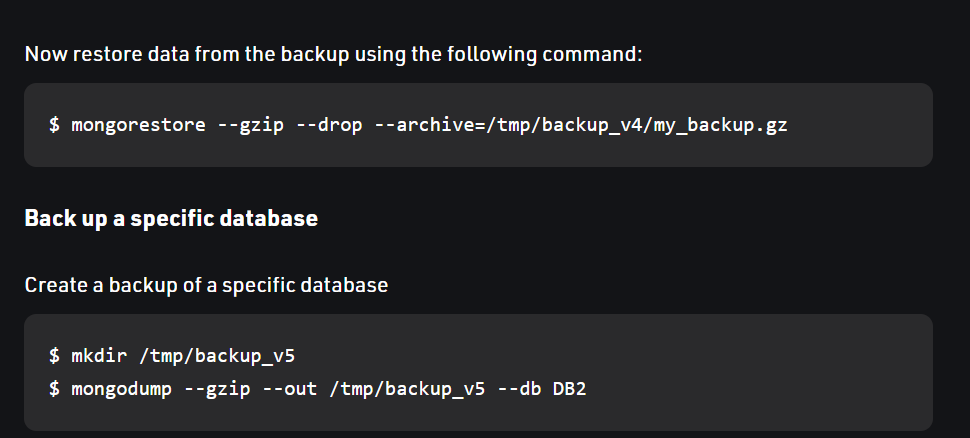 Now restore data from the backup using the following command:
$ mongorestore --gzip --drop --archive=/tmp/backup_v4/my_backup.gz
Back up a specific database
Create a backup of a specific database
$ mkdir /tmp/backup_v5
$ mongodump --gzip --out /tmp/backup_v5 --db DB2